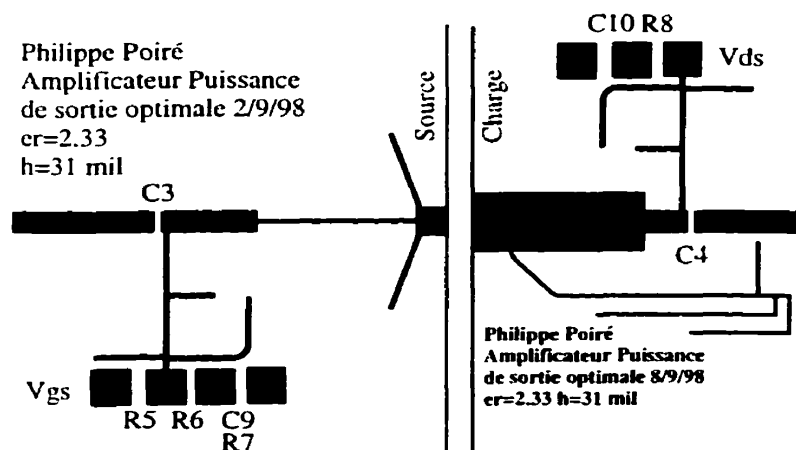 Philippe Poiré
Amplificateur Puissance
de sortie optimale 2/9/98
er=2.33
h=31 mil
C3
Source
Charge
C10 R8
Vds
C4
Vgs
R5 R6 C9
R7
Philippe Poiré
Amplificateur Puissance
de sortie optimale 8/9/98
er=2.33 h=31 mil